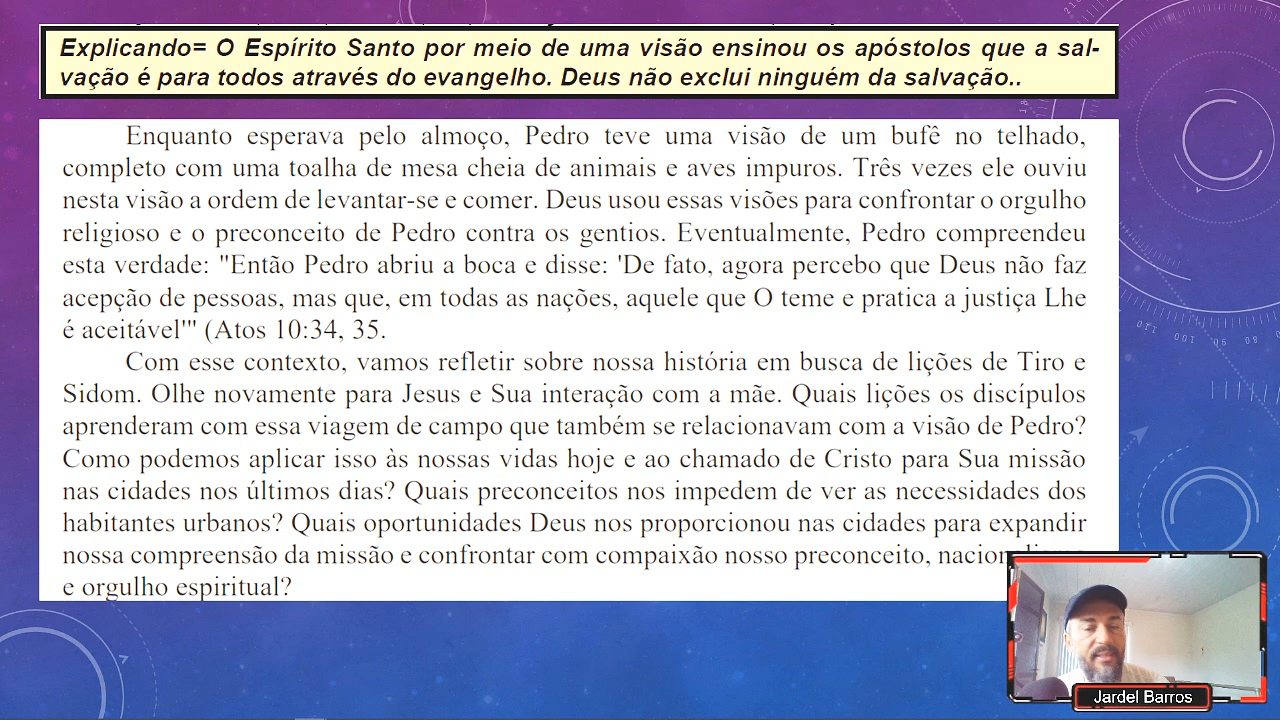 Explicando= O Espírito Santo por meio de uma visão ensinou os apóstolos que a sal-
vação é para todos através do evangelho. Deus não exclui ninguém da salvação..
Enquanto esperava pelo almoço, Pedro teve uma visão de um bufê no telhado,
completo com uma toalha de mesa cheia de animais e aves impuros. Três vezes ele ouviu
nesta visão a ordem de levantar-se e comer. Deus usou essas visões para confrontar o orgulho
religioso e o preconceito de Pedro contra os gentios. Eventualmente, Pedro compreendeu
esta verdade: "Então Pedro abriu a boca e disse: 'De fato, agora percebo que Deus não faz
acepção de pessoas, mas que, em todas as nações, aquele que O teme e pratica a justiça Lhe
é aceitável'" (Atos 10:34, 35.
Com esse contexto, vamos refletir sobre nossa história em busca de lições de Tiro e
Sidom. Olhe novamente para Jesus e Sua interação com a mãe. Quais lições os discípulos
aprenderam com essa viagem de campo que também se relacionavam com a visão de Pedro?
Como podemos aplicar isso às nossas vidas hoje e ao chamado de Cristo para Sua missão
nas cidades nos últimos dias? Quais preconceitos nos impedem de ver as necessidades dos
habitantes urbanos? Quais oportunidades Deus nos proporcionou nas cidades para expandir
nossa compreensão da missão e confrontar com compaixão nosso preconceito,
e orgulho espiritual?
110
100
90
80
Jardel Barros